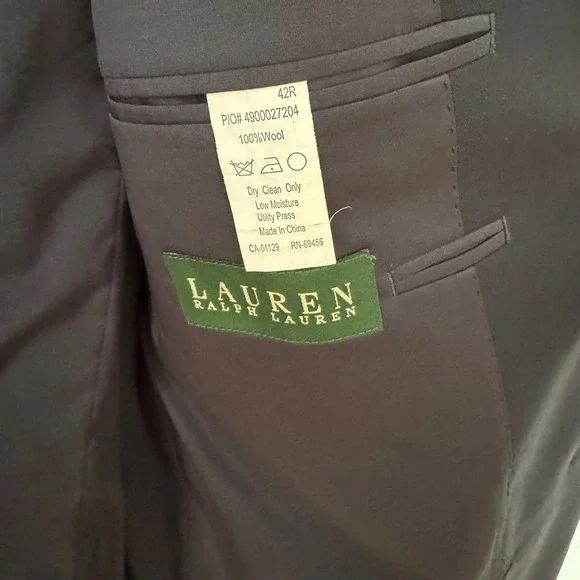 42R
P/O# 4900027204
100%Wool
Dry Clean Only
Low Moisture
Utility Press
Made In China
CA-01129 RN-69456
LAUREN
RALPH LAUREN